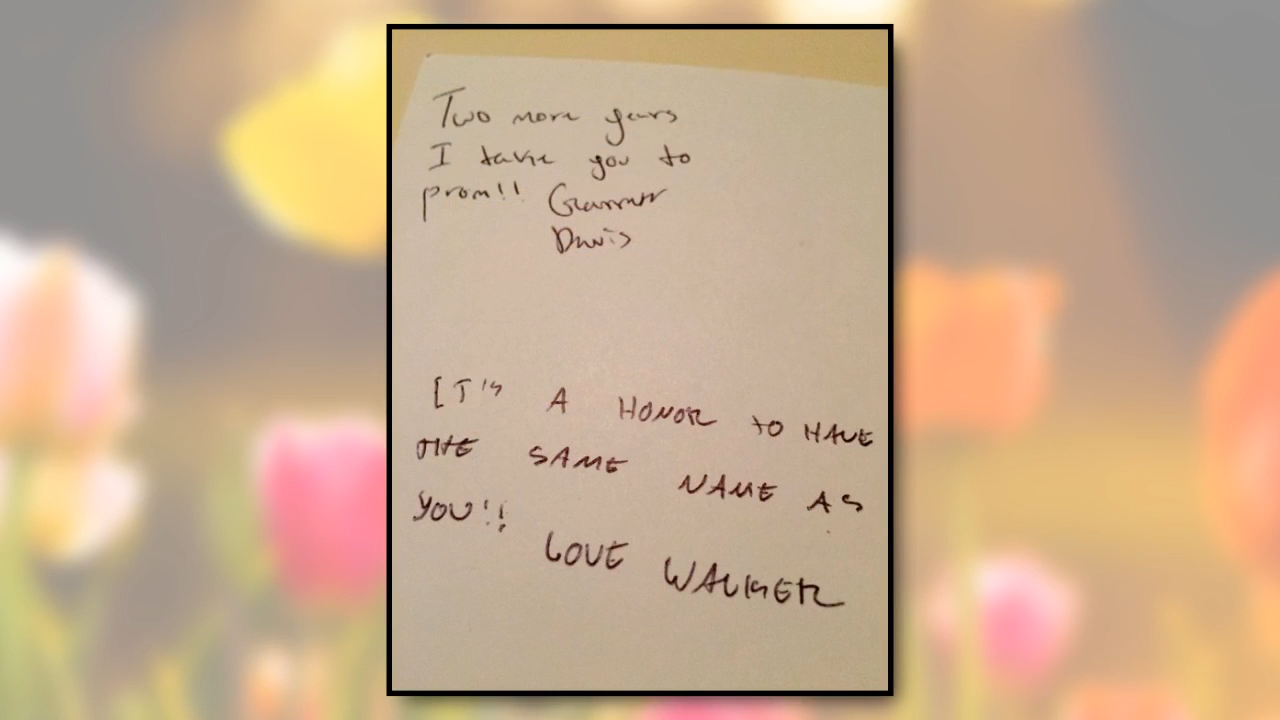 Two more years
I take you to
prom!! Garrett
Davis
IT'S A HONOR TO HAVE
THE SAME NAME AS
YOU!!
LOVE WALKER